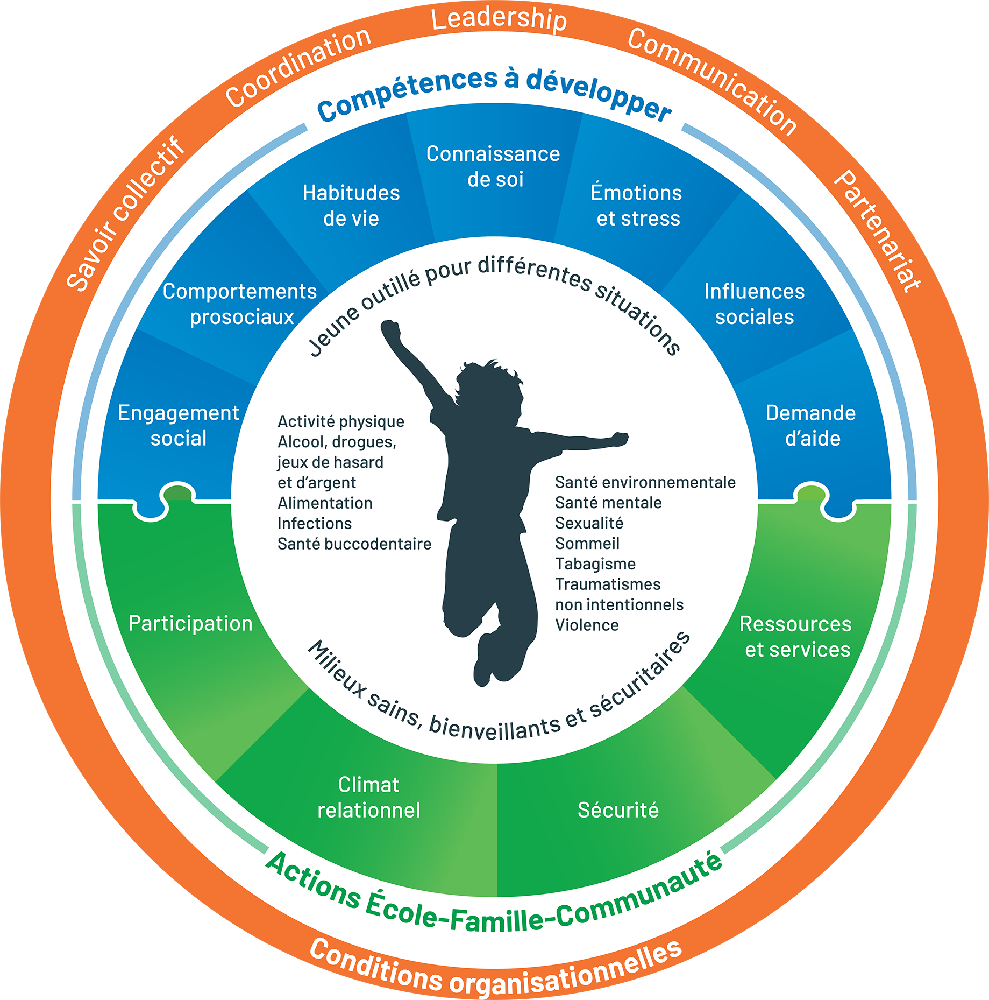 Savoir collectif
Coordination
Leadership
Communication
Partenariat
Compétences à développer
Engagement
social
Comportements
prosociaux
Habitudes
de vie
Connaissance
de soi
Émotions
et stress
Influences
sociales
Demande
d’aide
Jeune outillé pour différentes situations
Activité physique
Alcool, drogues,
jeux de hasard
et d’argent
Alimentation
Infections
Santé buccodentaire
Santé environnementale
Santé mentale
Sexualité
Sommeil
Tabagisme
Traumatismes
non intentionnels
Violence
Milieux sains, bienveillants et sécuritaires
Participation
Climat
relationnel
Sécurité
Ressources
et services
Actions École-Famille-Communauté
Conditions organisationnelles